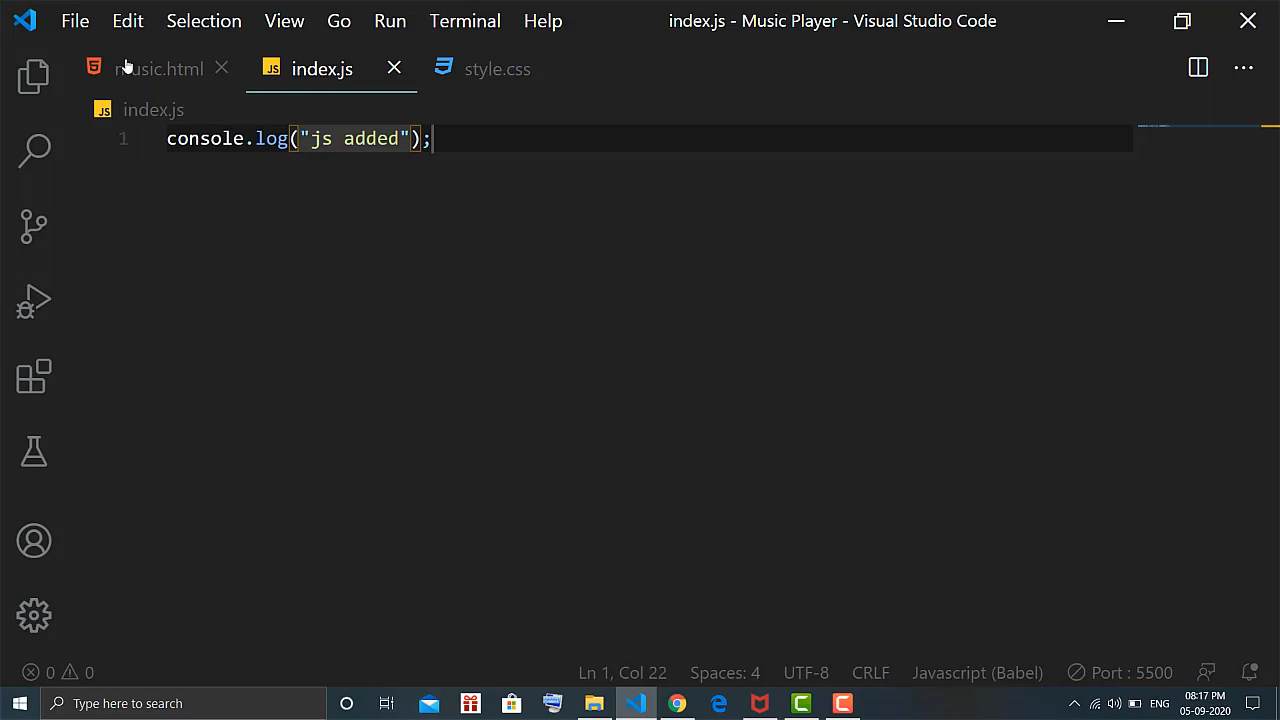 File Edit Selection View Go Run Terminal Help index.js - Music Player - Visual Studio Code
music.html JS index.js style.css
JS index.js
1 console.log("js added");
0 0 Ln 1, Col 22 Spaces: 4 UTF-8 CRLF Javascript (Babel) Port : 5500
Type here to search ENG 08:17 PM
05-09-2020